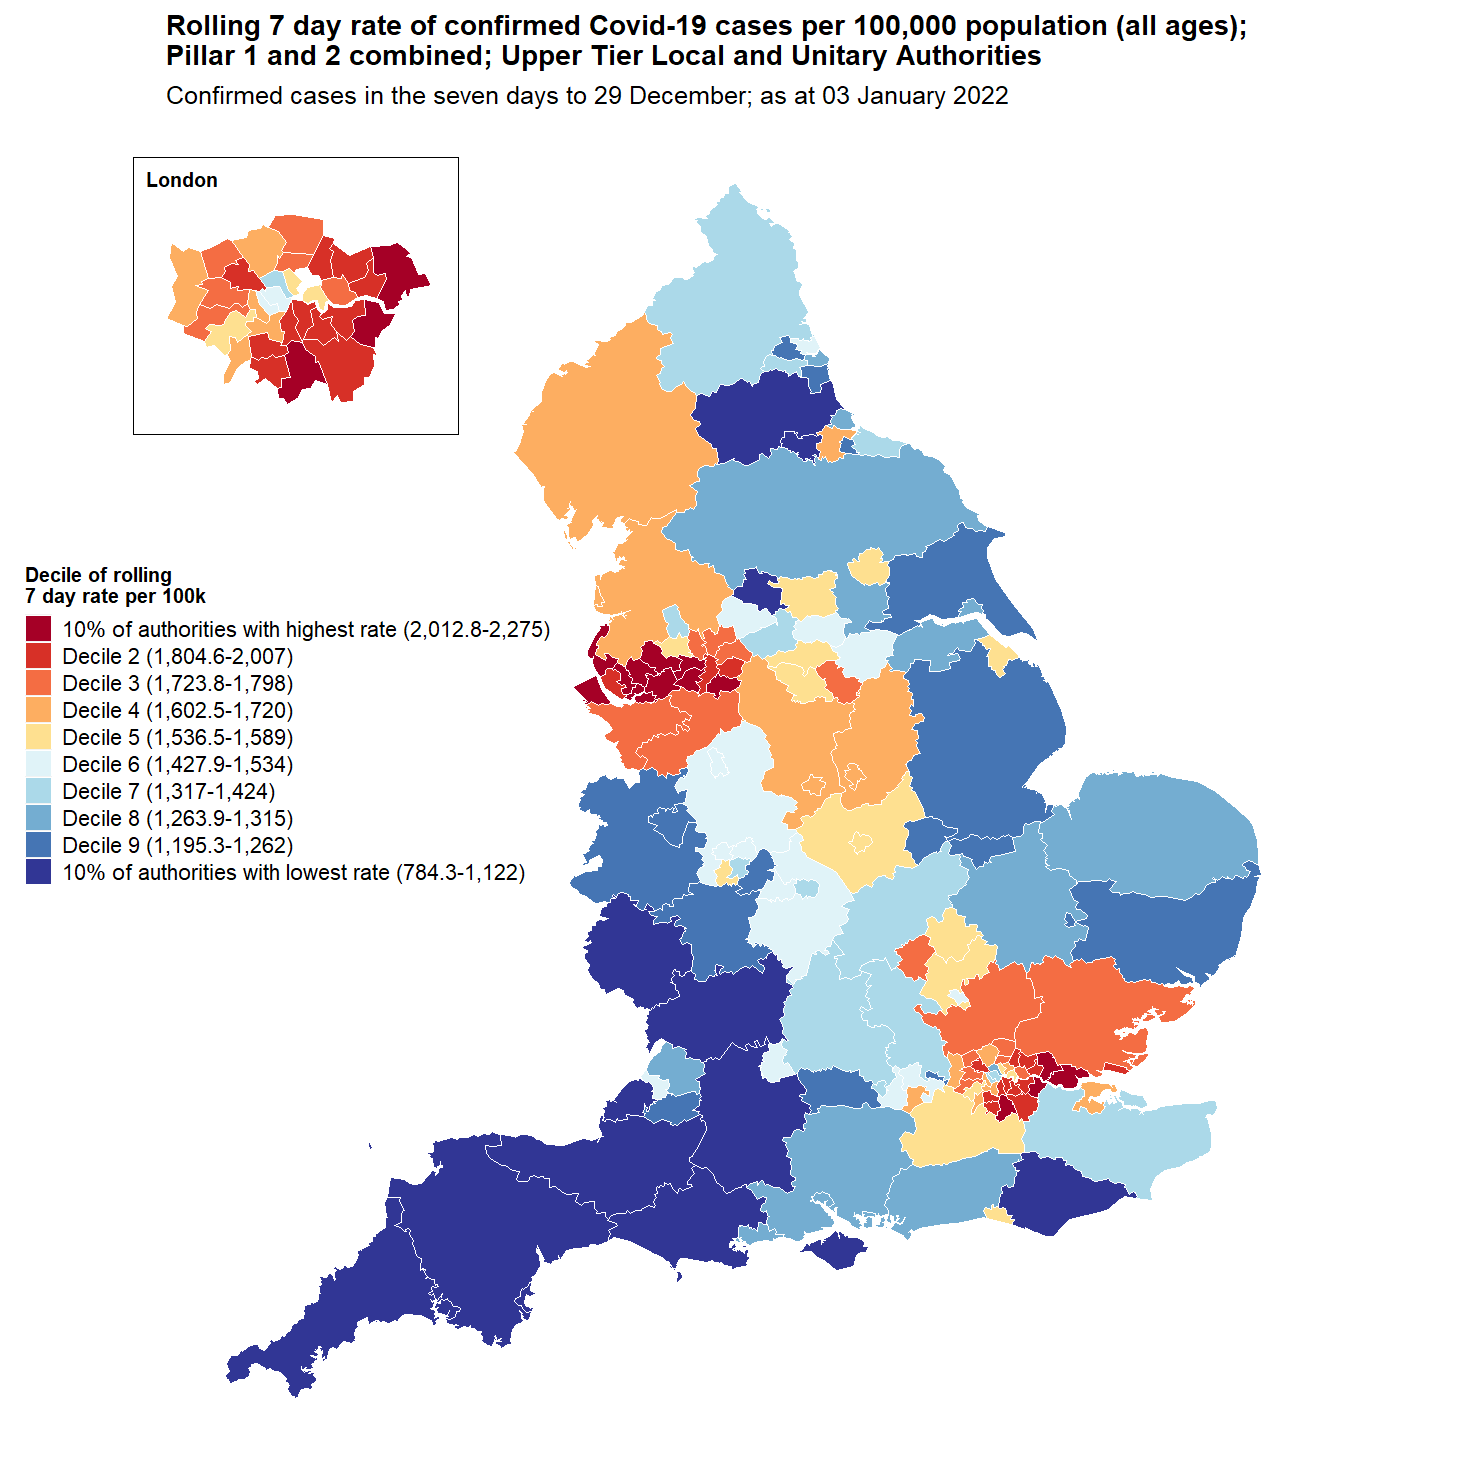 Rolling 7 day rate of confirmed Covid-19 cases per 100,000 population (all ages);
Pillar 1 and 2 combined; Upper Tier Local and Unitary Authorities
Confirmed cases in the seven days to 29 December; as at 03 January 2022
London
Decile of rolling
7 day rate per 100k
10% of authorities with highest rate (2,012.8-2,275)
Decile 2 (1,804.6-2,007)
Decile 3 (1,723.8-1,798)
Decile 4 (1,602.5-1,720)
Decile 5 (1,536.5-1,589)
Decile 6 (1,427.9-1,534)
Decile 7 (1,317-1,424)
Decile 8 (1,263.9-1,315)
Decile 9 (1,195.3-1,262)
10% of authorities with lowest rate (784.3-1,122)